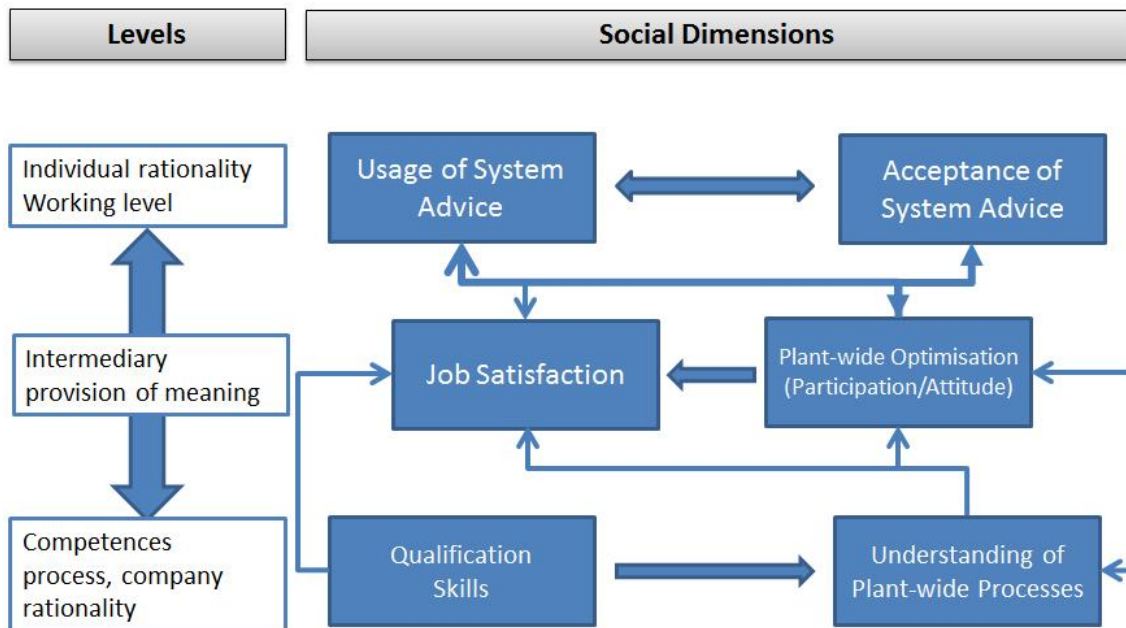 Levels
Social Dimensions
Individual rationality
Working level
Usage of System
Advice
Acceptance of
System Advice
Intermediary
provision of meaning
Job Satisfaction
Plant-wide Optimisation
(Participation/Attitude)
Competences
process, company
rationality
Qualification
Skills
Understanding of
Plant-wide Processes